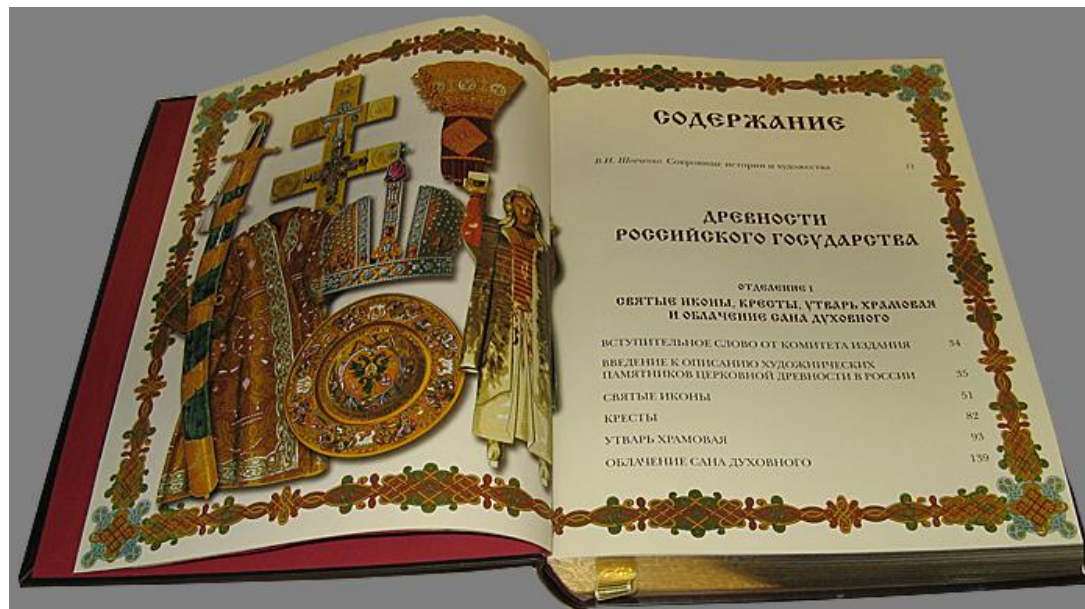 СОДЕРЖАНИЕ
В.И. Шевченко. Сокровище истории и художества 11
ДРЕВНОСТИ
РОССИЙСКОГО ГОСУДАРСТВА
ОТДЕЛЕНИЕ 1
СВЯТЫЕ ИКОНЫ, КРЕСТЫ, УТВАРЬ ХРАМОВАЯ
И ОБЛАЧЕНИЕ САНА ДУХОВНОГО
ВСТУПИТЕЛЬНОЕ СЛОВО ОТ КОМИТЕТА ИЗДАНИЯ 34
ВВЕДЕНИЕ К ОПИСАНИЮ ХУДОЖНИЧЕСКИХ
ПАМЯТНИКОВ ЦЕРКОВНОЙ ДРЕВНОСТИ В РОССИИ 35
СВЯТЫЕ ИКОНЫ 51
КРЕСТЫ 82
УТВАРЬ ХРАМОВАЯ 93
ОБЛАЧЕНИЕ САНА ДУХОВНОГО 139